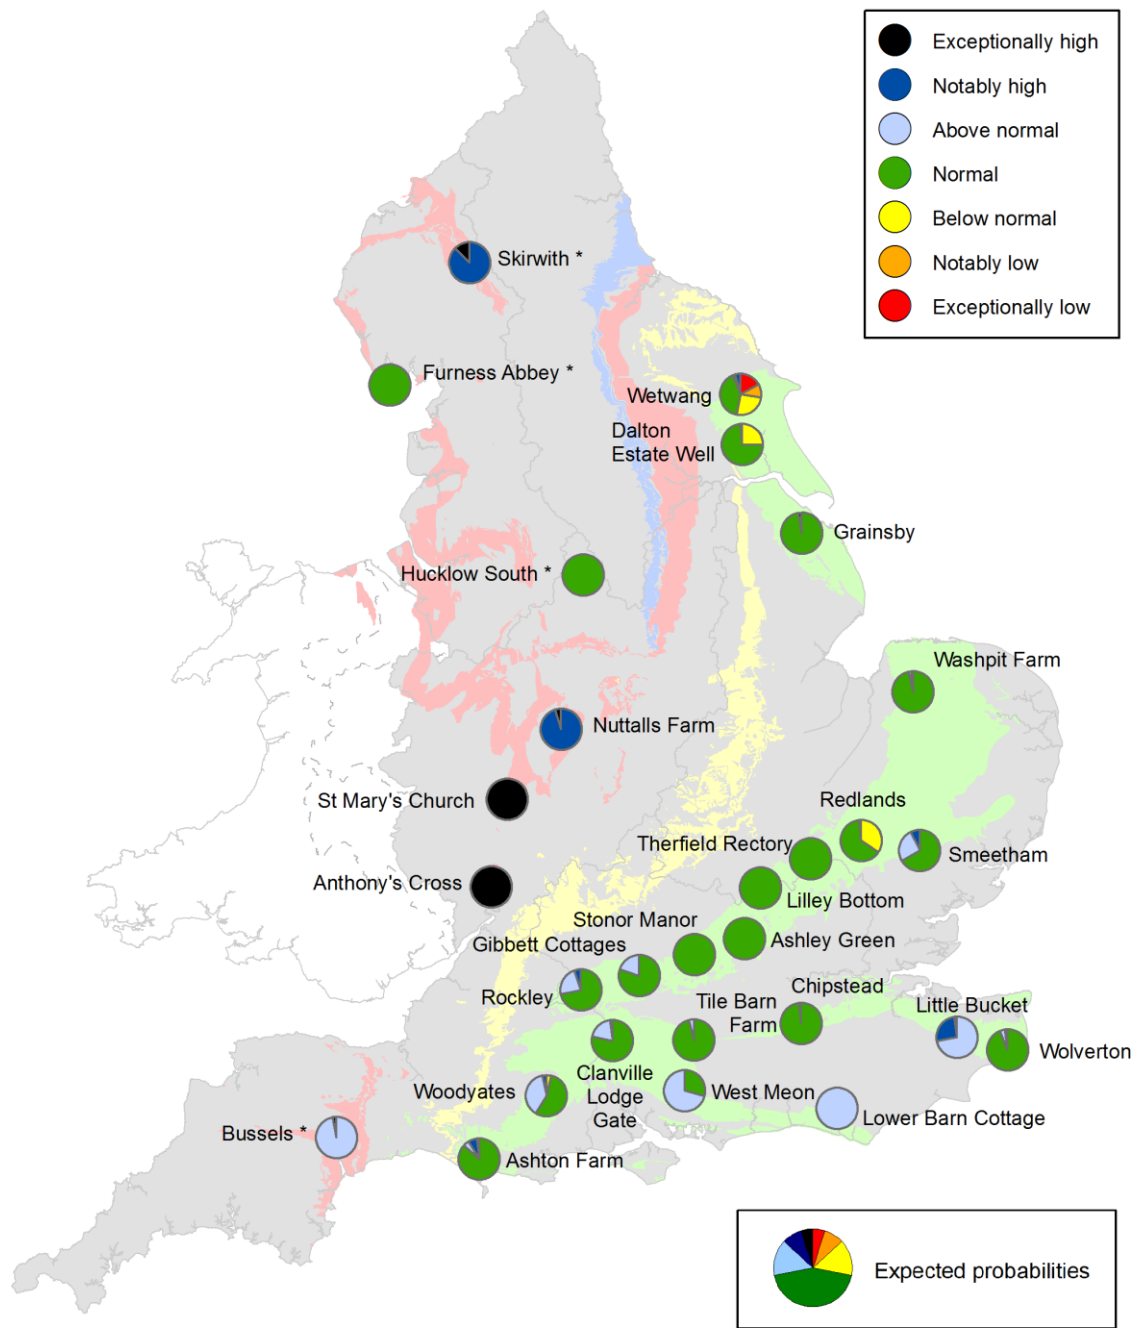 Exceptionally high
Notably high
Above normal
Normal
Below normal
Notably low
Exceptionally low
Skirwith *
Furness Abbey *
Wetwang
Dalton
Estate Well
Grainsby
Hucklow South *
Washpit Farm
Nuttalls Farm
St Mary's Church
Redlands
Therfield Rectory
Smeetham
Anthony's Cross
Lilley Bottom
Stonor Manor
Ashley Green
Gibbett Cottages
Rockley
Chipstead
Tile Barn
Farm
Little Bucket
Wolverton
Clanville
Lodge
Gate
Woodyates
West Meon
Lower Barn Cottage
Bussels *
Ashton Farm
Expected probabilities